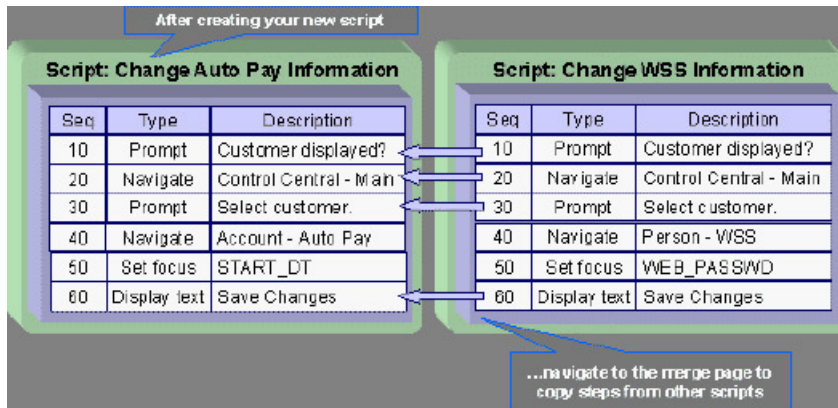 After creating your new script
Script: Change Auto Pay Information
Seq Type Description
10 Prompt Customer displayed?
20 Navigate Control Central - Main
30 Prompt Select customer.
40 Navigate Account - Auto Pay
50 Set focus START_DT
60 Display text Save Changes
Script: Change WSS Information
Seq Type Description
10 Prompt Customer displayed?
20 Navigate Control Central - Main
30 Prompt Select customer.
40 Navigate Person - WSS
50 Set focus WEB_PASSWD
60 Display text Save Changes
...navigate to the merge page to
copy steps from other scripts